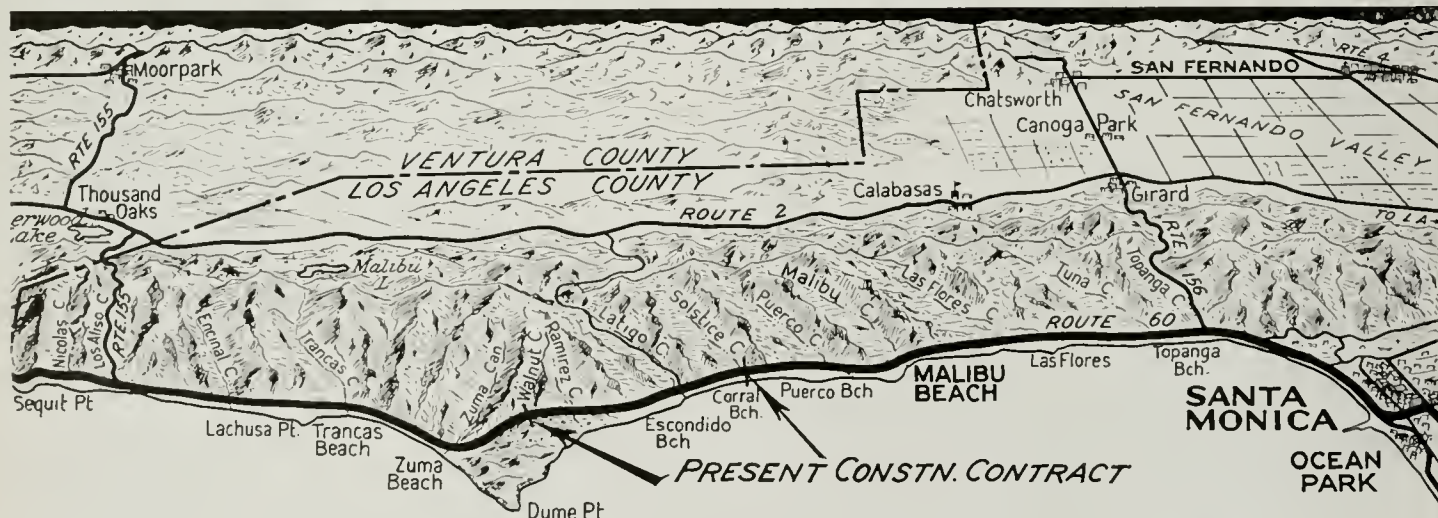 Moorpark
RTE 155
Thousand
Oaks
erwood
ake
VENTURA COUNTY
LOS ANGELES COUNTY
RTE 4
SAN FERNANDO
Chatsworth
Canoga Park
SAN
FERNANDO
VALLEY
Calabasas
Girard
ROUTE 2
TO L.A.
Malibu
L
Nicolas C
Los Aliso C
RTE 155
Encinal C
Trancas C
Zuma Can
Walnut C
Ramirez C
Latigo C.
Solstice C
Puerco C
Malibu C
Las Flores C
Tuna C
Topanga C
RTE 156
ROUTE 60
Sequit Pt
Lachusa Pt.
Trancas
Beach
Zuma
Beach
Dume Pt
Escondido
Bch
Corral
Bch.
Puerco Bch
MALIBU
BEACH
Las Flores
Topanga
Bch.
SANTA
MONICA
OCEAN
PARK
PRESENT CONSTN. CONTRACT